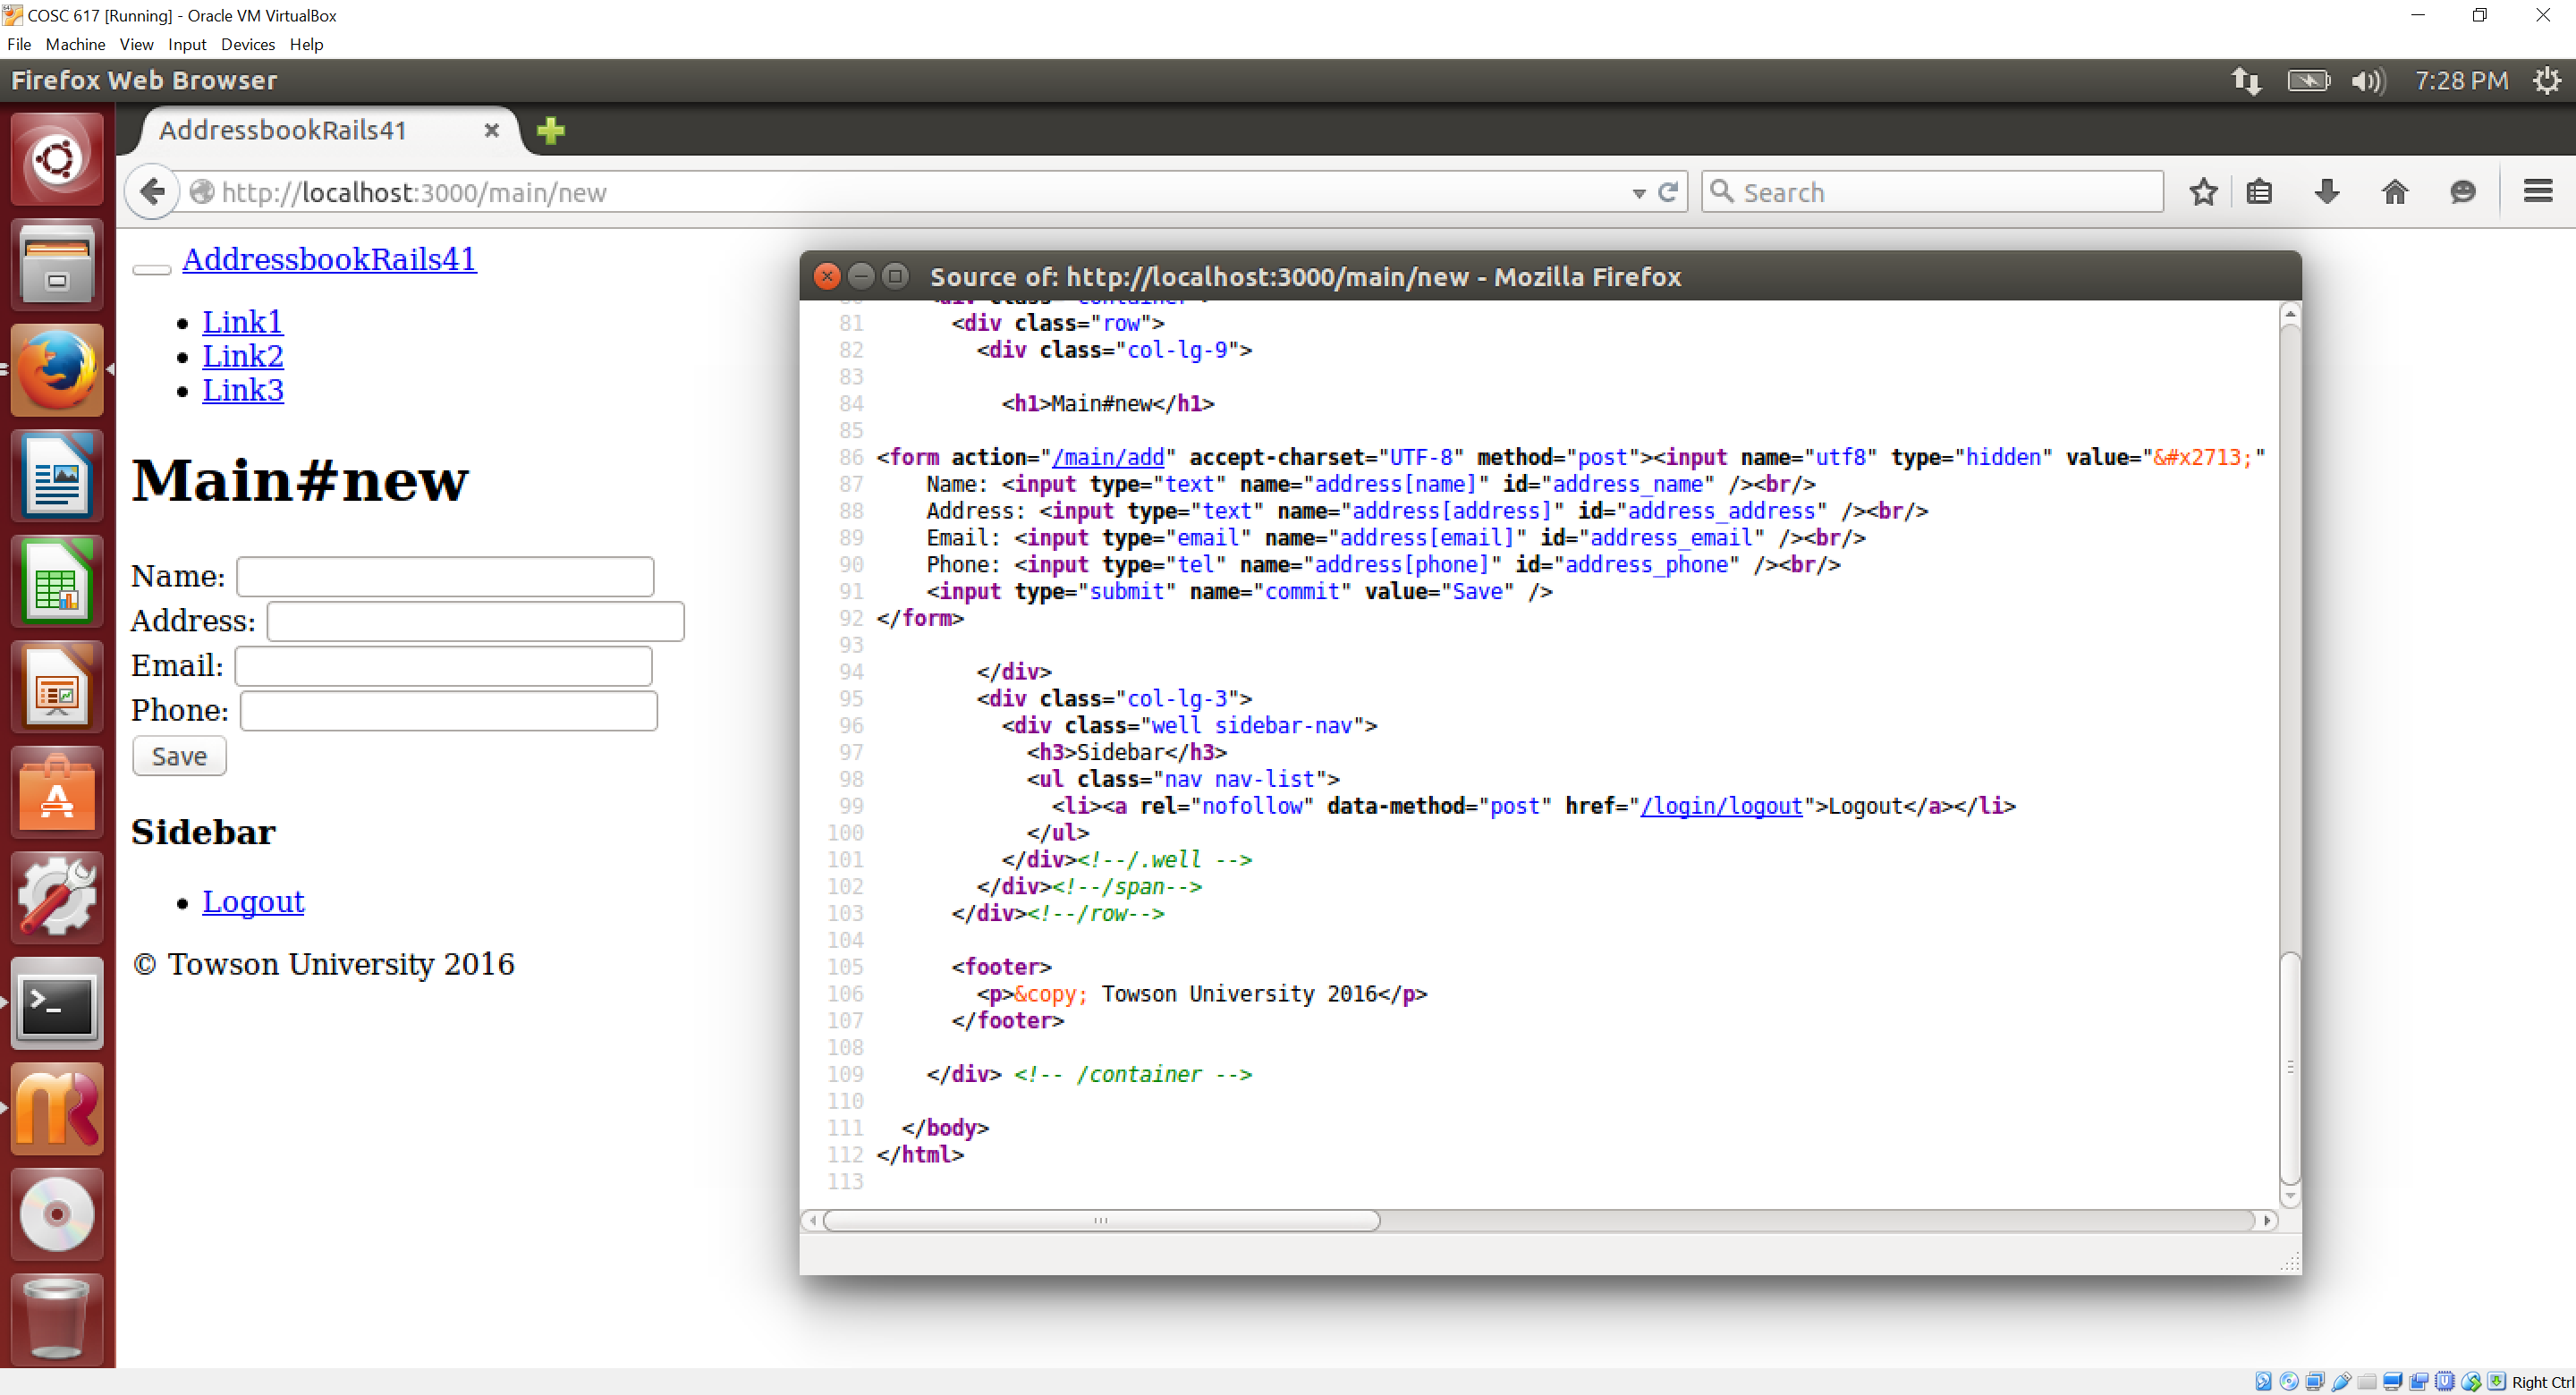 COSC 617 [Running] - Oracle VM VirtualBox
File Machine View Input Devices Help
Firefox Web Browser
7:28 PM
AddressbookRails41
http://localhost:3000/main/new
Search
AddressbookRails41
Link1
Link2
Link3
Main#new
Name:
Address:
Email:
Phone:
Save
Sidebar
Logout
© Towson University 2016
Source of: http://localhost:3000/main/new - Mozilla Firefox
81 <div class="row">
82 <div class="col-lg-9">
83
84 <h1>Main#new</h1>
85
86 <form action="/main/add" accept-charset="UTF-8" method="post"><input name="utf8" type="hidden" value="&#x2713;"
87 Name: <input type="text" name="address[name]" id="address_name" /><br/>
88 Address: <input type="text" name="address[address]" id="address_address" /><br/>
89 Email: <input type="email" name="address[email]" id="address_email" /><br/>
90 Phone: <input type="tel" name="address[phone]" id="address_phone" /><br/>
91 <input type="submit" name="commit" value="Save" />
92 </form>
93
94 </div>
95 <div class="col-lg-3">
96 <div class="well sidebar-nav">
97 <h3>Sidebar</h3>
98 <ul class="nav nav-list">
99 <li><a rel="nofollow" data-method="post" href="/login/logout">Logout</a></li>
100 </ul>
101 </div><!--/.well -->
102 </div><!--/span-->
103 </div><!--/row-->
104
105 <footer>
106 <p>&copy; Towson University 2016</p>
107 </footer>
108
109 </div> <!-- /container -->
110
111 </body>
112 </html>
113
Right Ctrl